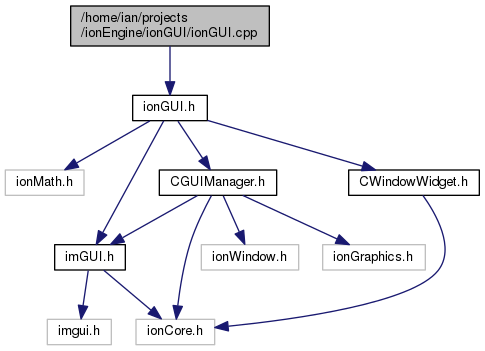 /home/ian/projects
/ionEngine/ionGUI/ionGUI.cpp
ionGUI.h
ionMath.h
CGUIManager.h
CWindowWidget.h
imGUI.h
ionWindow.h
ionGraphics.h
imgui.h
ionCore.h